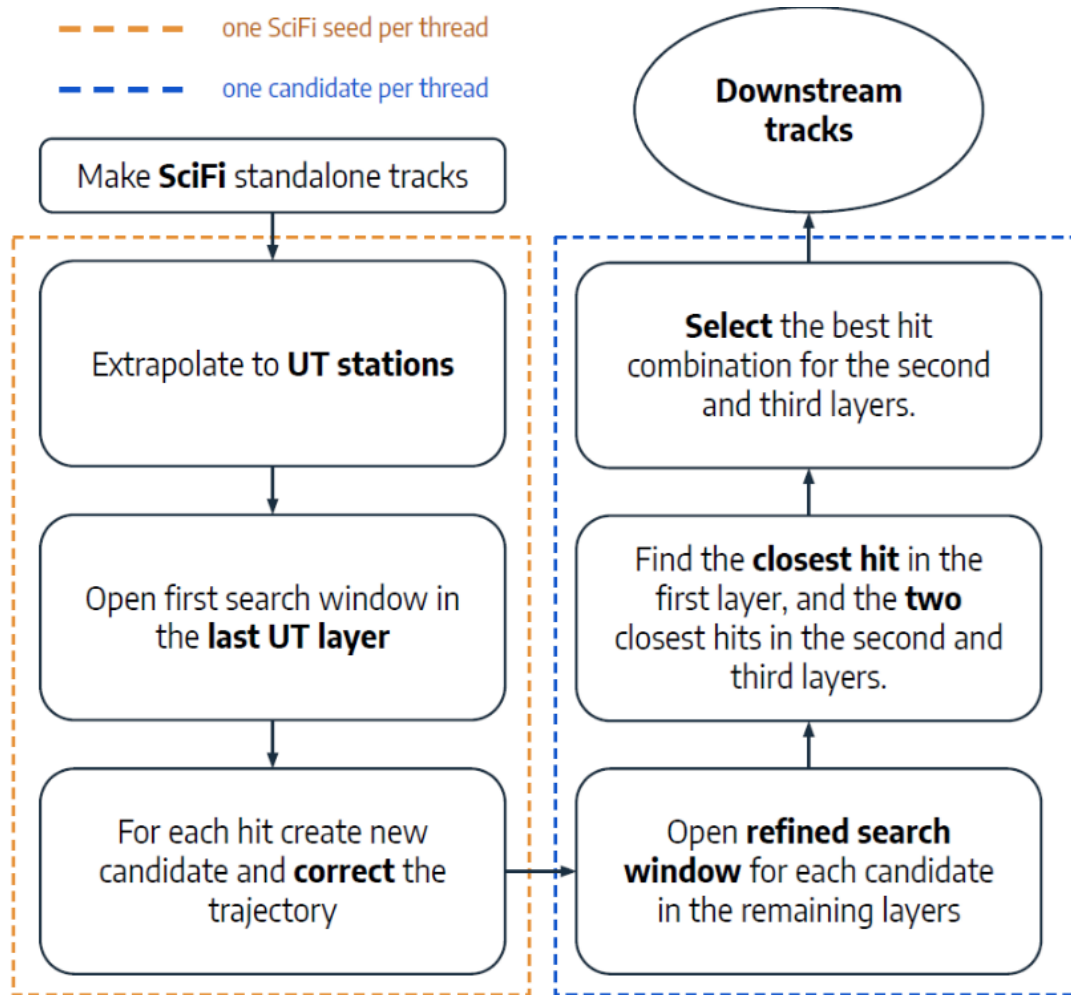 one SciFi seed per thread
one candidate per thread
Make SciFi standalone tracks
Extrapolate to UT stations
Open first search window in
the last UT layer
For each hit create new
candidate and correct the
trajectory
Open refined search
window for each candidate
in the remaining layers
Find the closest hit in the
first layer, and the two
closest hits in the second and
third layers.
Select the best hit
combination for the second
and third layers.
Downstream
tracks